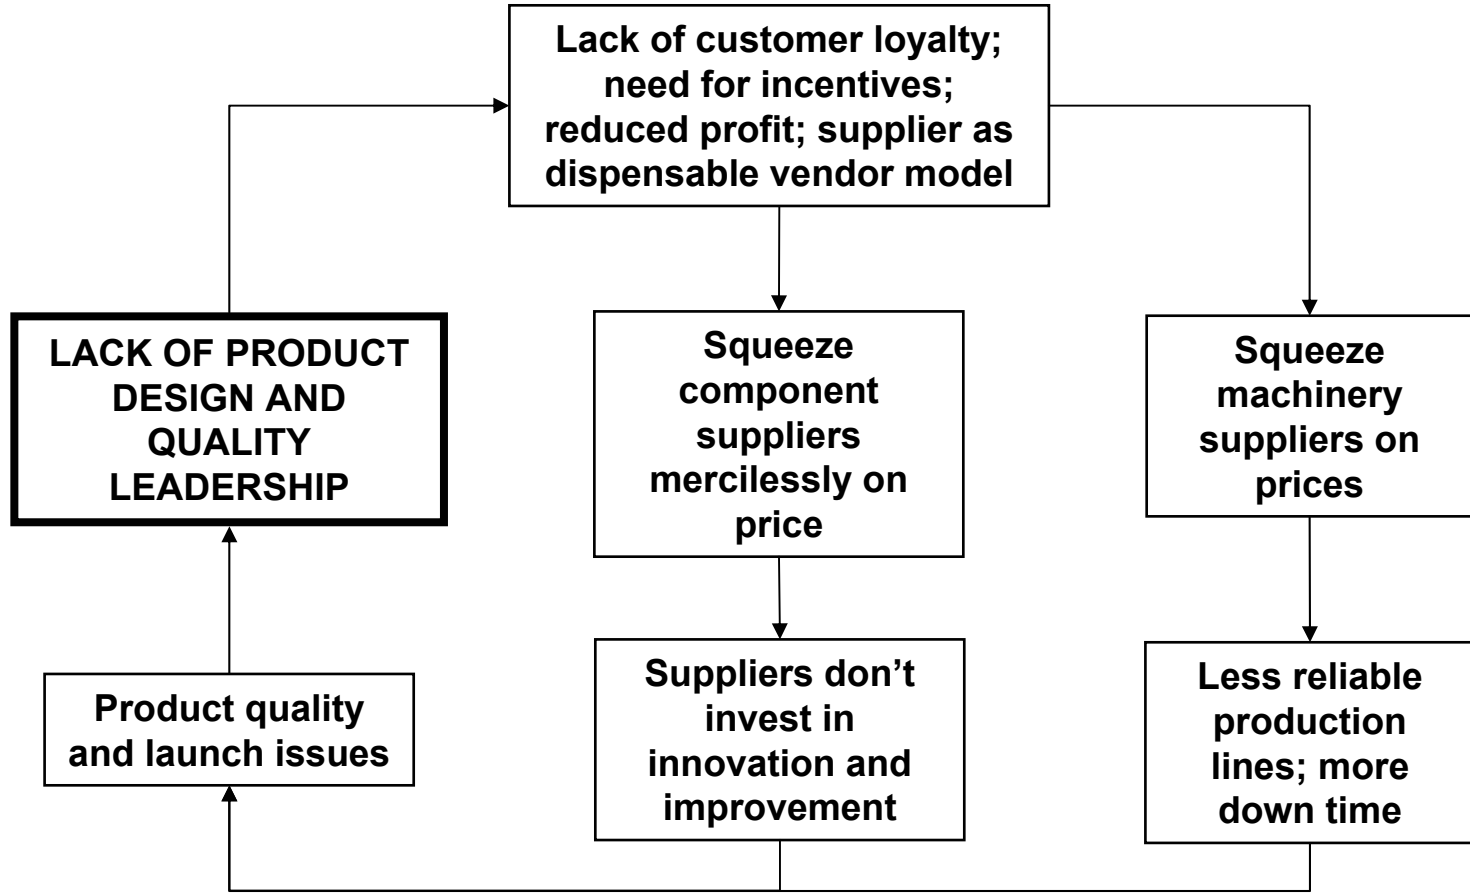 Lack of customer loyalty;
need for incentives;
reduced profit; supplier as
dispensable vendor model
LACK OF PRODUCT
DESIGN AND
QUALITY
LEADERSHIP
Squeeze
component
suppliers
mercilessly on
price
Squeeze
machinery
suppliers on
prices
Product quality
and launch issues
Suppliers don’t
invest in
innovation and
improvement
Less reliable
production
lines; more
down time